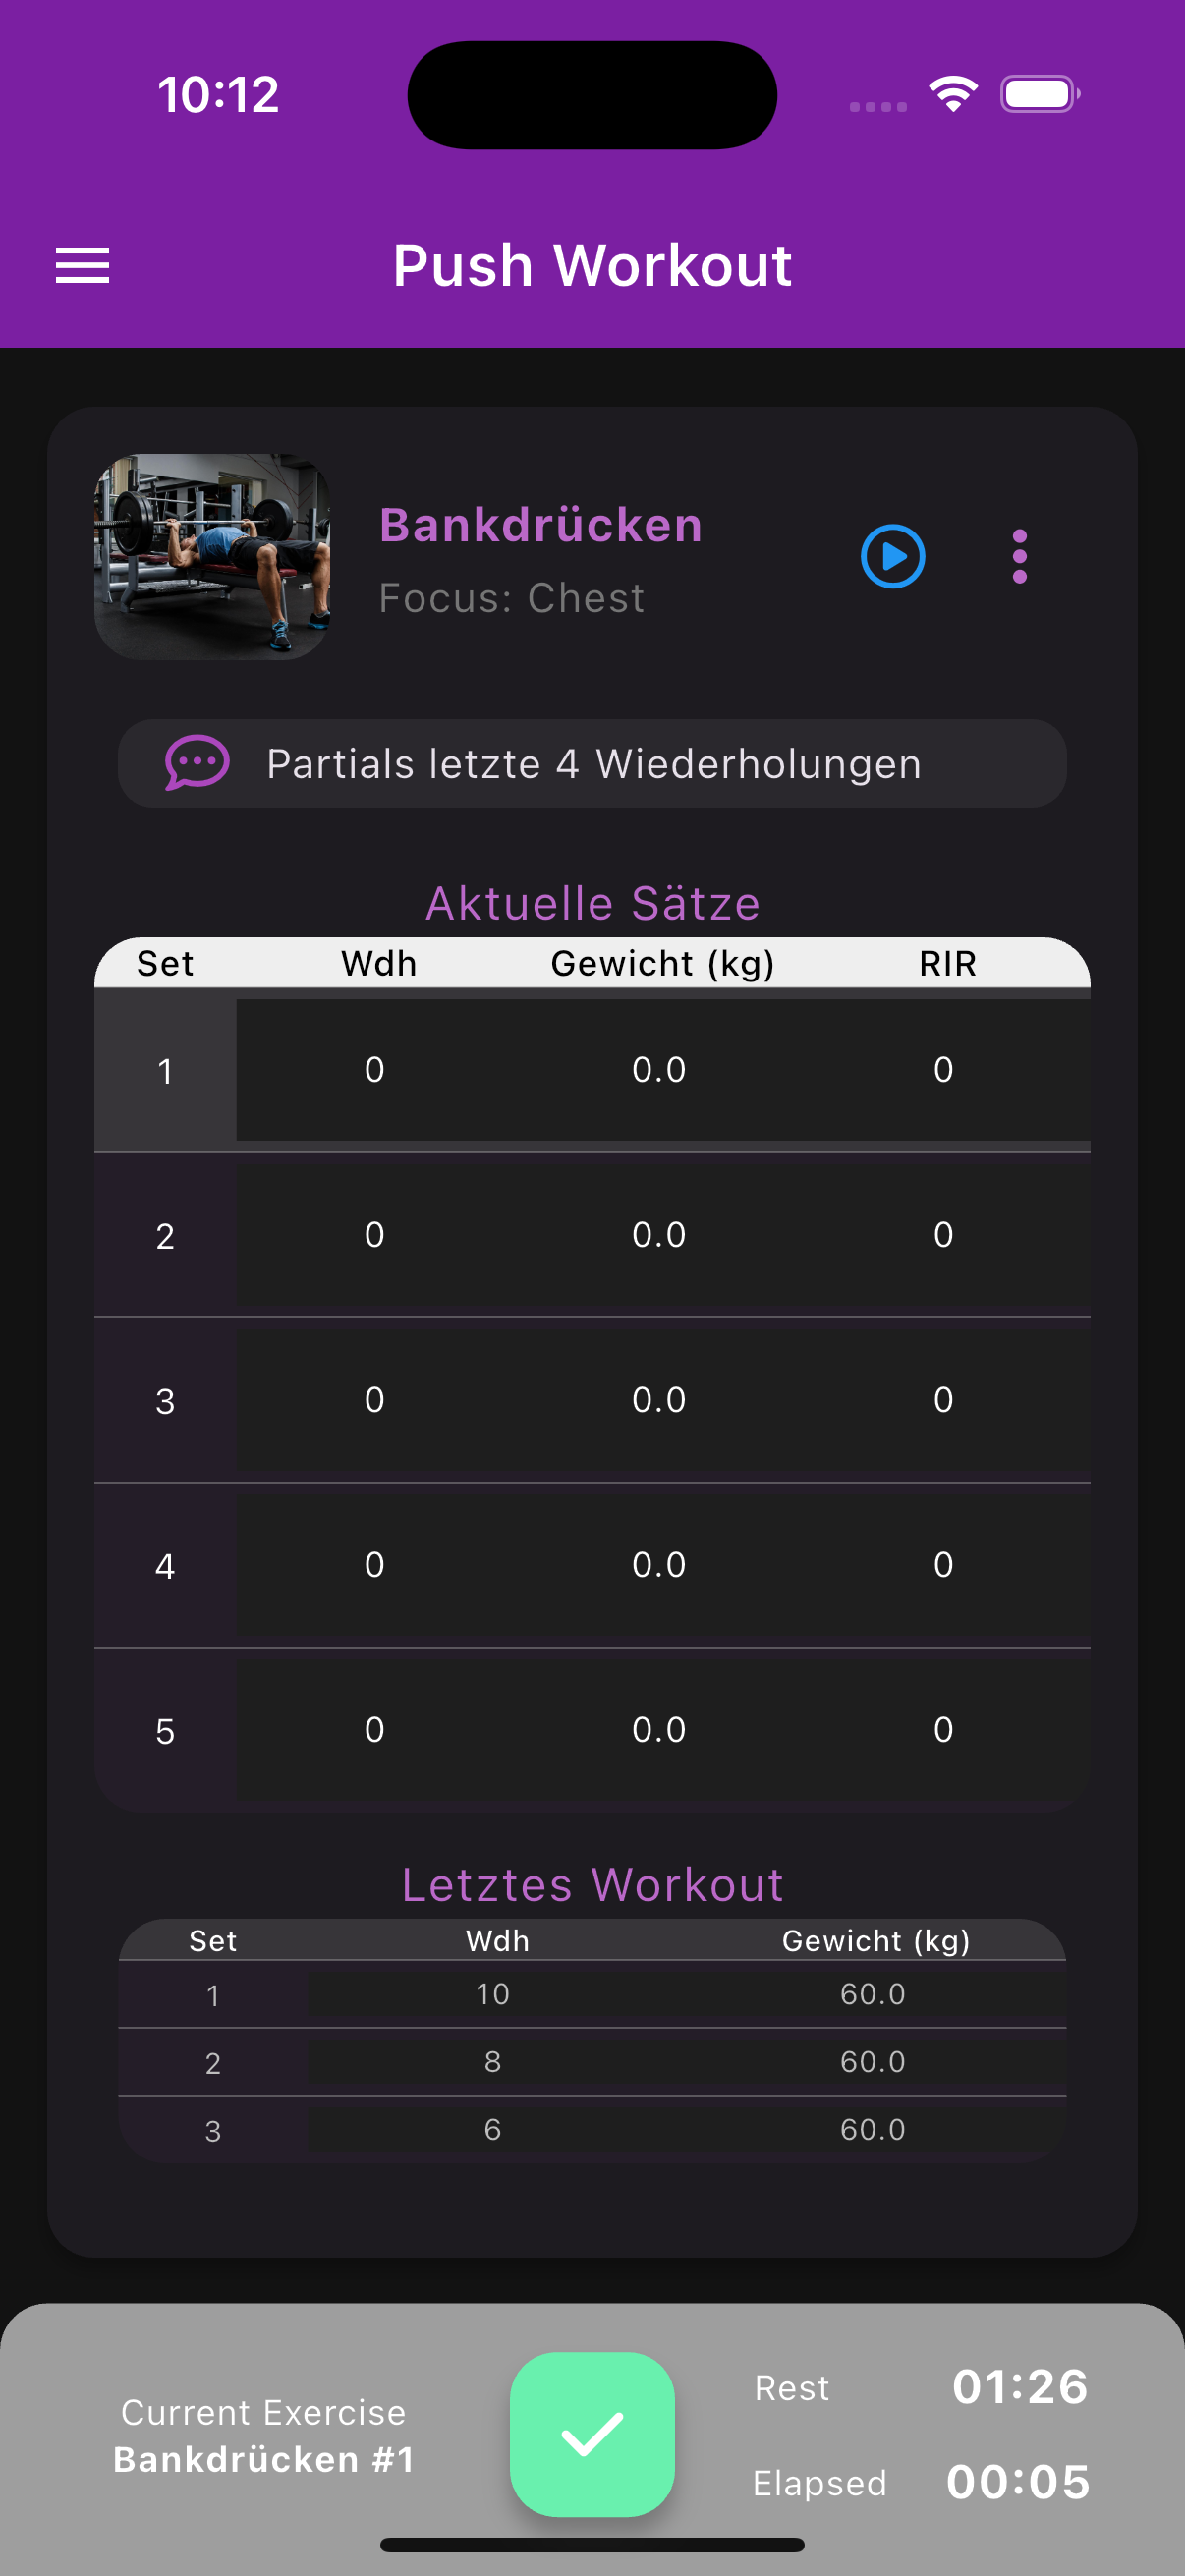 10:12
Push Workout
Bankdrücken
Focus: Chest
Partials letzte 4 Wiederholungen
Aktuelle Sätze
Set Wdh Gewicht (kg) RIR
1 0 0.0 0
2 0 0.0 0
3 0 0.0 0
4 0 0.0 0
5 0 0.0 0
Letztes Workout
Set Wdh Gewicht (kg)
1 10 60.0
2 8 60.0
3 6 60.0
Current Exercise
Bankdrücken #1
Rest 01:26
Elapsed 00:05